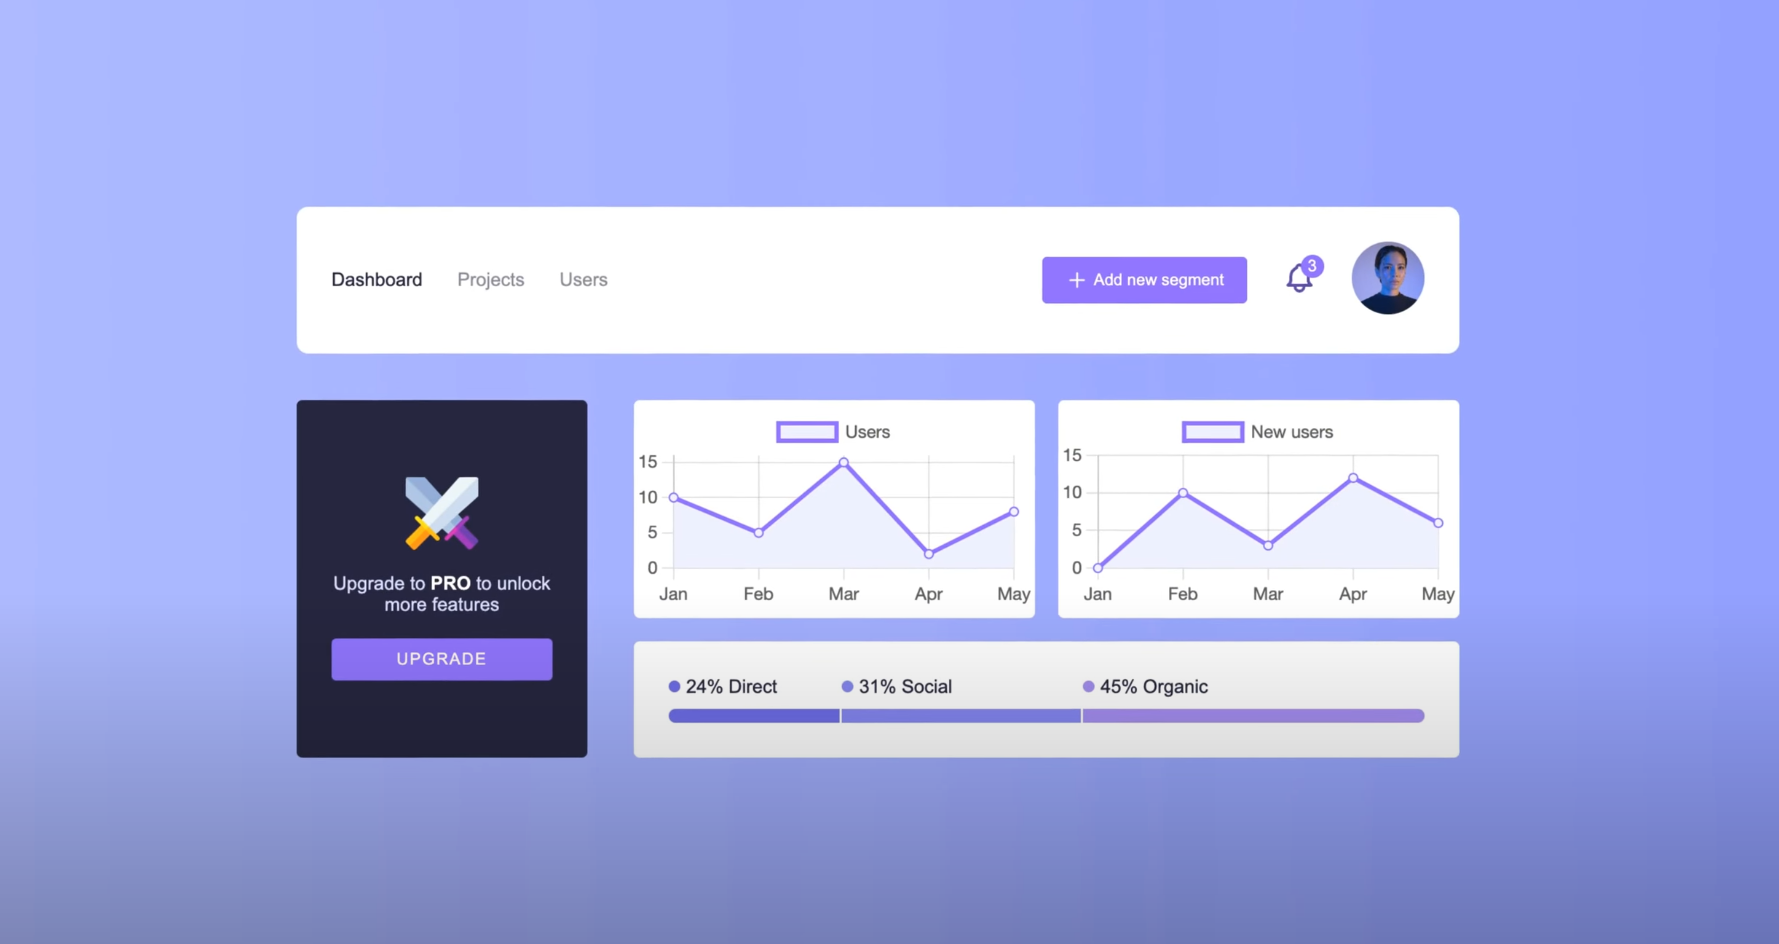 Dashboard Projects Users
+ Add new segment
3
Upgrade to PRO to unlock
more features
UPGRADE
Users
15
10
5
0
Jan Feb Mar Apr May
New users
15
10
5
0
Jan Feb Mar Apr May
24% Direct 31% Social 45% Organic